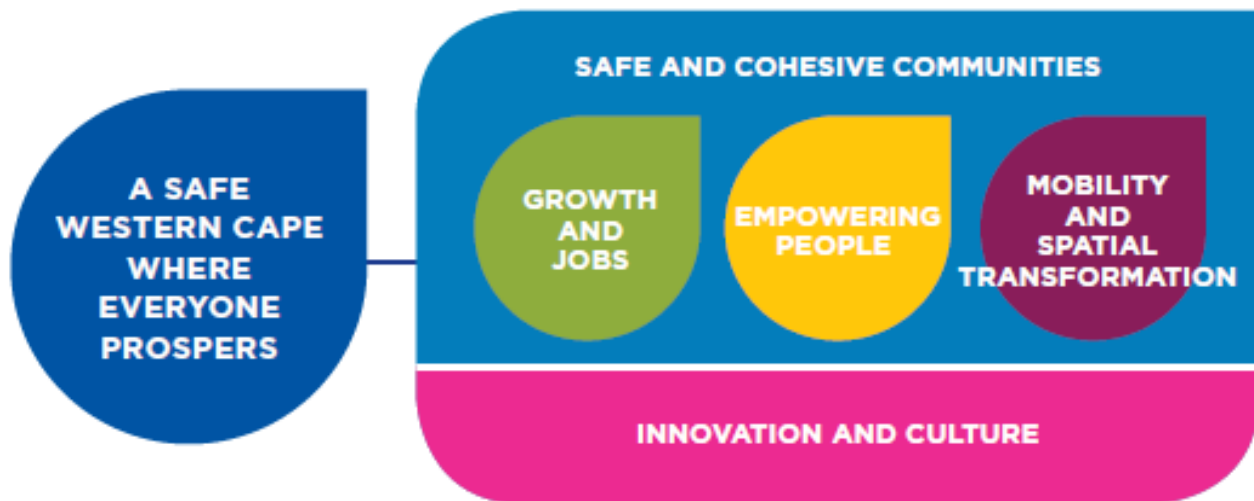 A SAFE
WESTERN CAPE
WHERE
EVERYONE
PROSPERS
SAFE AND COHESIVE COMMUNITIES
GROWTH
AND
JOBS
EMPOWERING
PEOPLE
MOBILITY
AND
SPATIAL
TRANSFORMATION
INNOVATION AND CULTURE